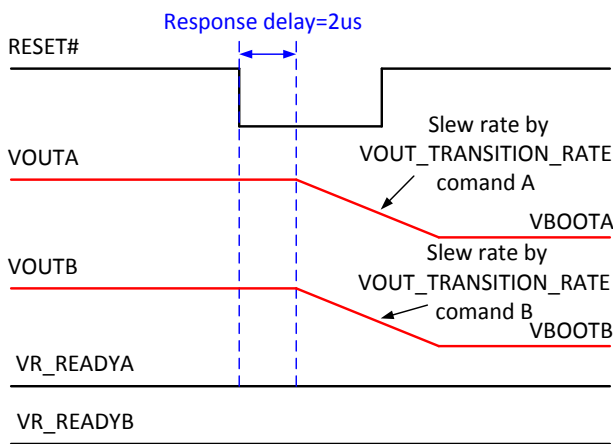 Response delay=2us
RESET#
Slew rate by
VOUT_TRANSITION_RATE
comand A
VOUTA
VBOOTA
VOUTB
Slew rate by
VOUT_TRANSITION_RATE
comand B
VBOOTB
VR_READYA
VR_READYB